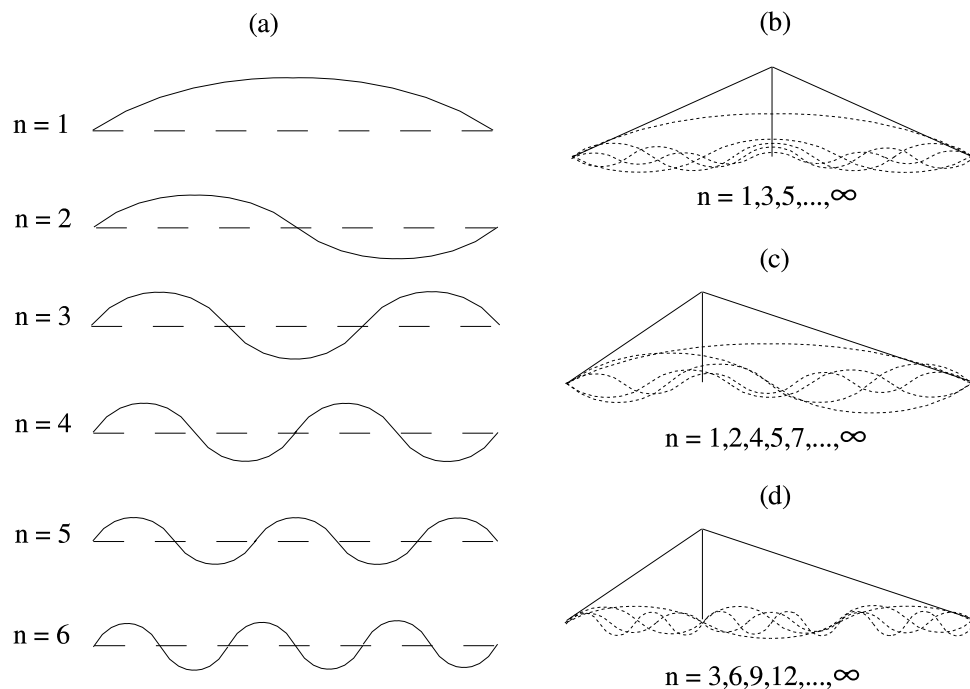 (a)
n = 1
n = 2
n = 3
n = 4
n = 5
n = 6
(b)
n = 1,3,5,...,∞
(c)
n = 1,2,4,5,7,...,∞
(d)
n = 3,6,9,12,...,∞